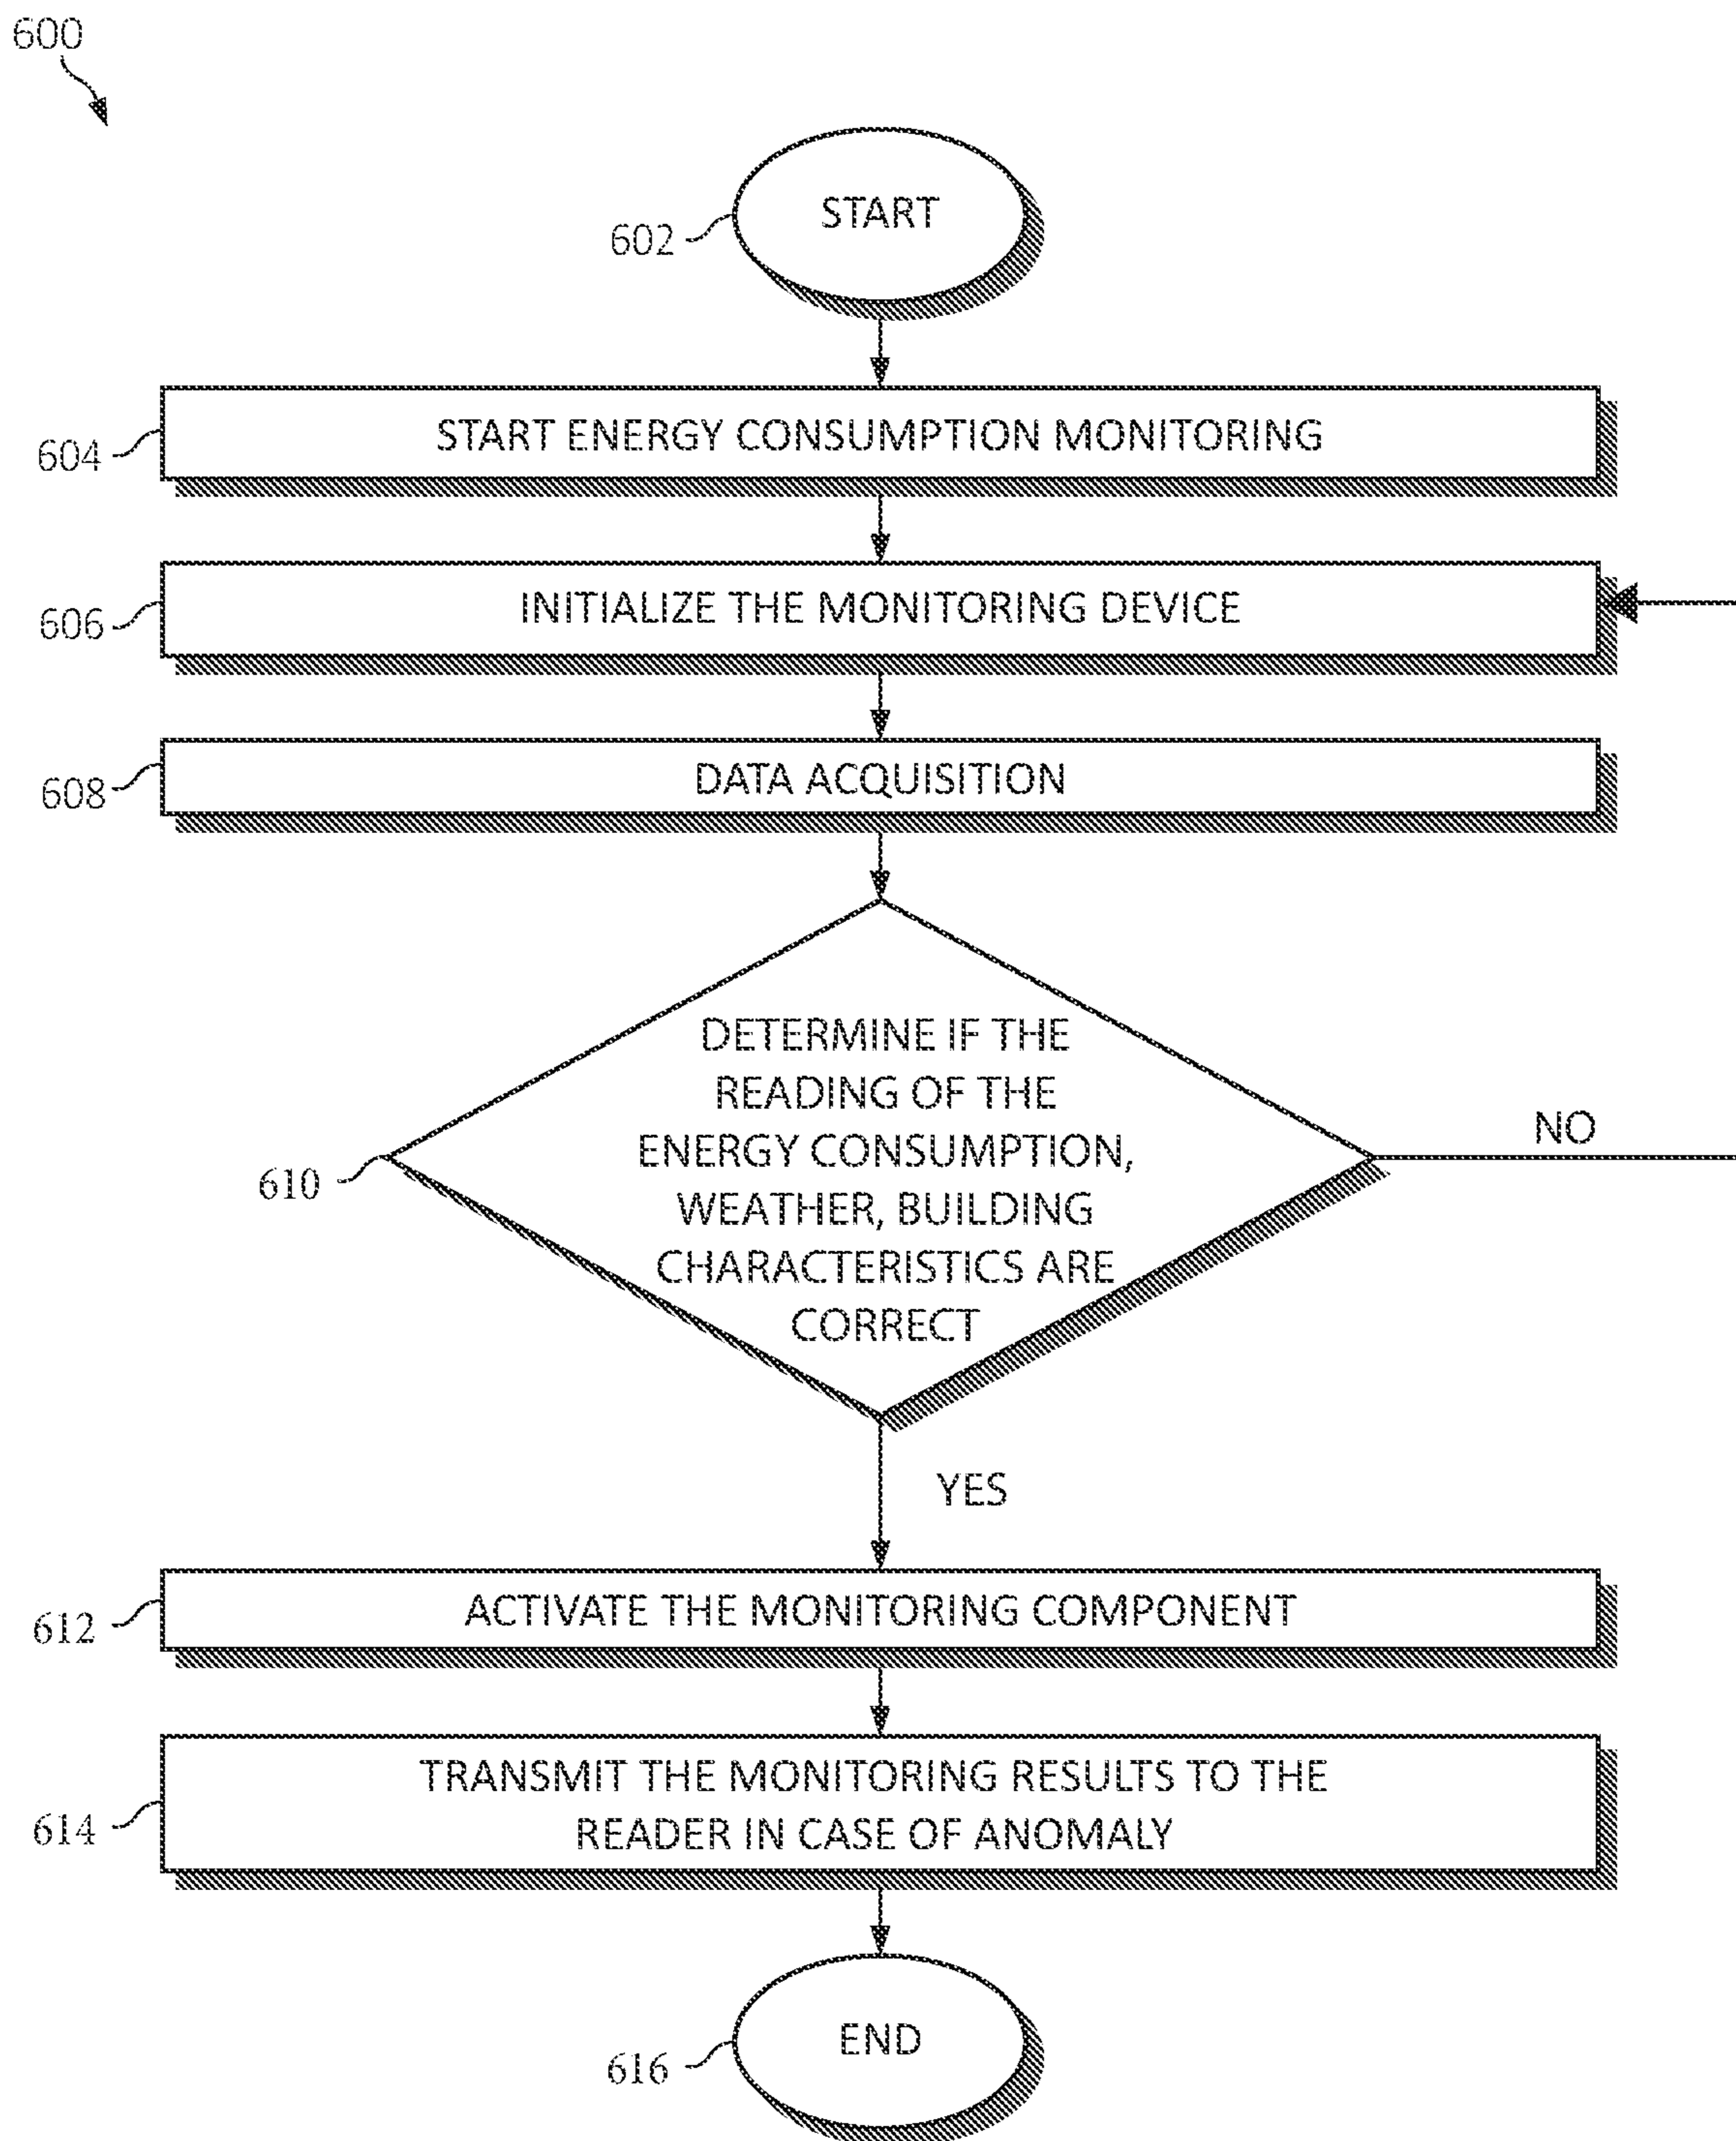 600
START
602
START ENERGY CONSUMPTION MONITORING
604
INITIALIZE THE MONITORING DEVICE
606
DATA ACQUISITION
608
DETERMINE IF THE
READING OF THE
ENERGY CONSUMPTION,
WEATHER, BUILDING
CHARACTERISTICS ARE
CORRECT
610
NO
YES
ACTIVATE THE MONITORING COMPONENT
612
TRANSMIT THE MONITORING RESULTS TO THE
READER IN CASE OF ANOMALY
614
END
616